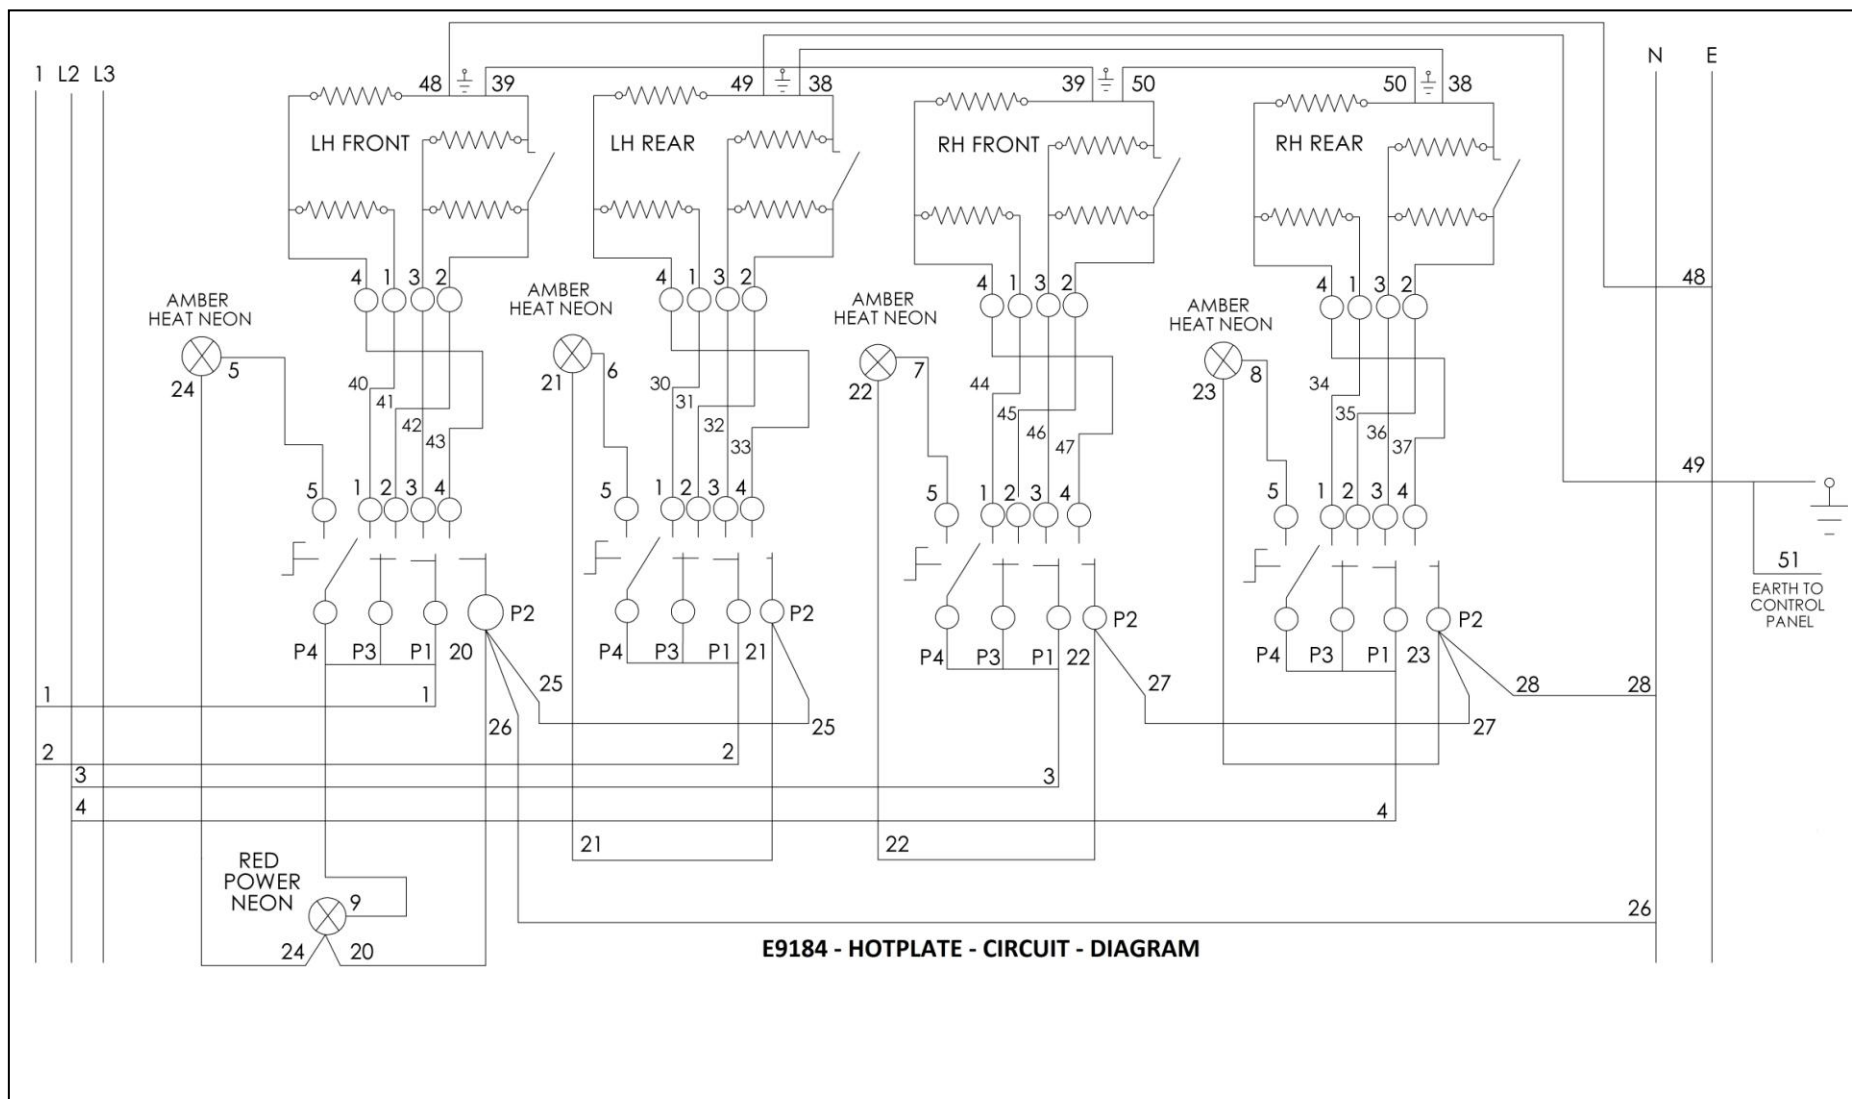 1 L2 L3
48 39
49 38
39 50
50 38
N E
LH FRONT
LH REAR
RH FRONT
RH REAR
4 1 3 2
4 1 3 2
4 1 3 2
4 1 3 2
48
AMBER
HEAT NEON
AMBER
HEAT NEON
AMBER
HEAT NEON
AMBER
HEAT NEON
24 5
21 6
22 7
23 8
40
41
42
43
30
31
32
33
44
45
46
47
34
35
36
37
49
5 1 2 3 4
5 1 2 3 4
5 1 2 3 4
5 1 2 3 4
51
EARTH TO
CONTROL
PANEL
P2
P2
P2
P2
P4 P3 P1 20
P4 P3 P1 21
P4 P3 P1 22
P4 P3 P1 23
1 1
25
27
28 28
26
25
27
2 2
3 3
4 4
21
22
RED
POWER
NEON
9
26
24 20
E9184 - HOTPLATE - CIRCUIT - DIAGRAM